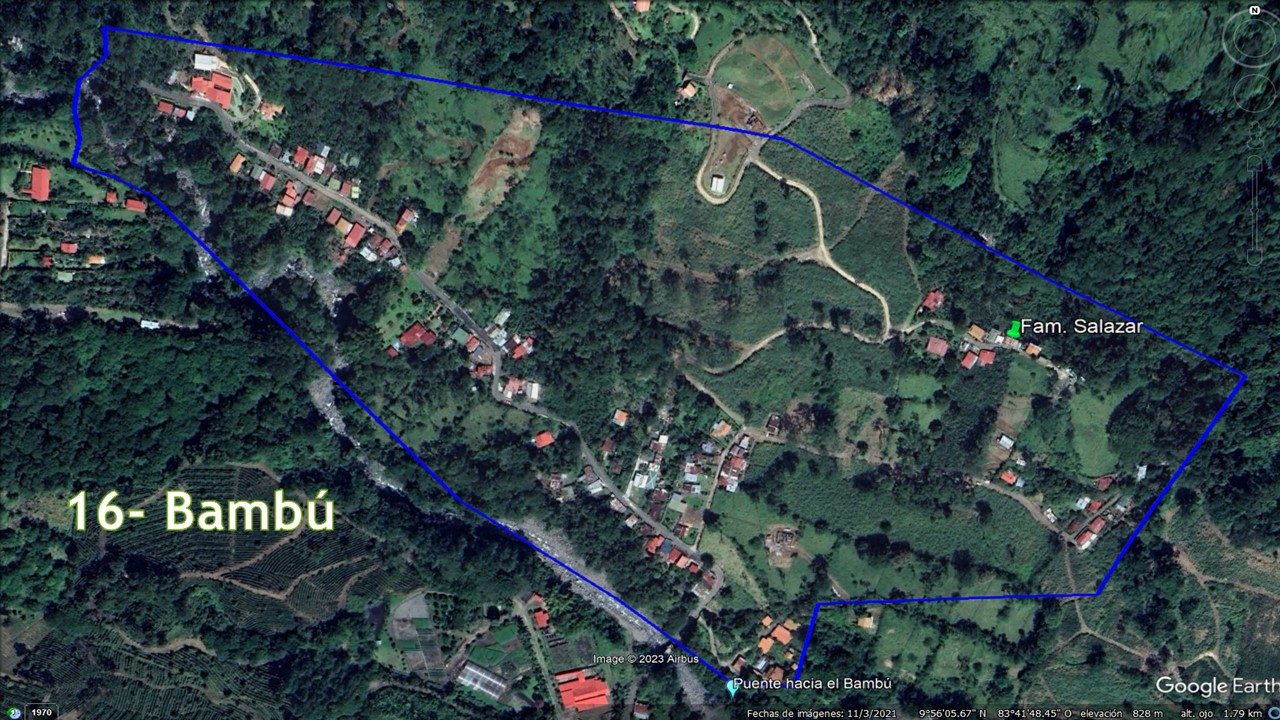 N
Fam. Salazar
16- Bambú
Image © 2023 Airbus
Puente hacia el Bambú
Google Earth
1970
Fechas de imágenes: 11/3/2021 9°56'05.67" N 83°41'48.45" O elevación 828 m alt. ojo 1.79 km